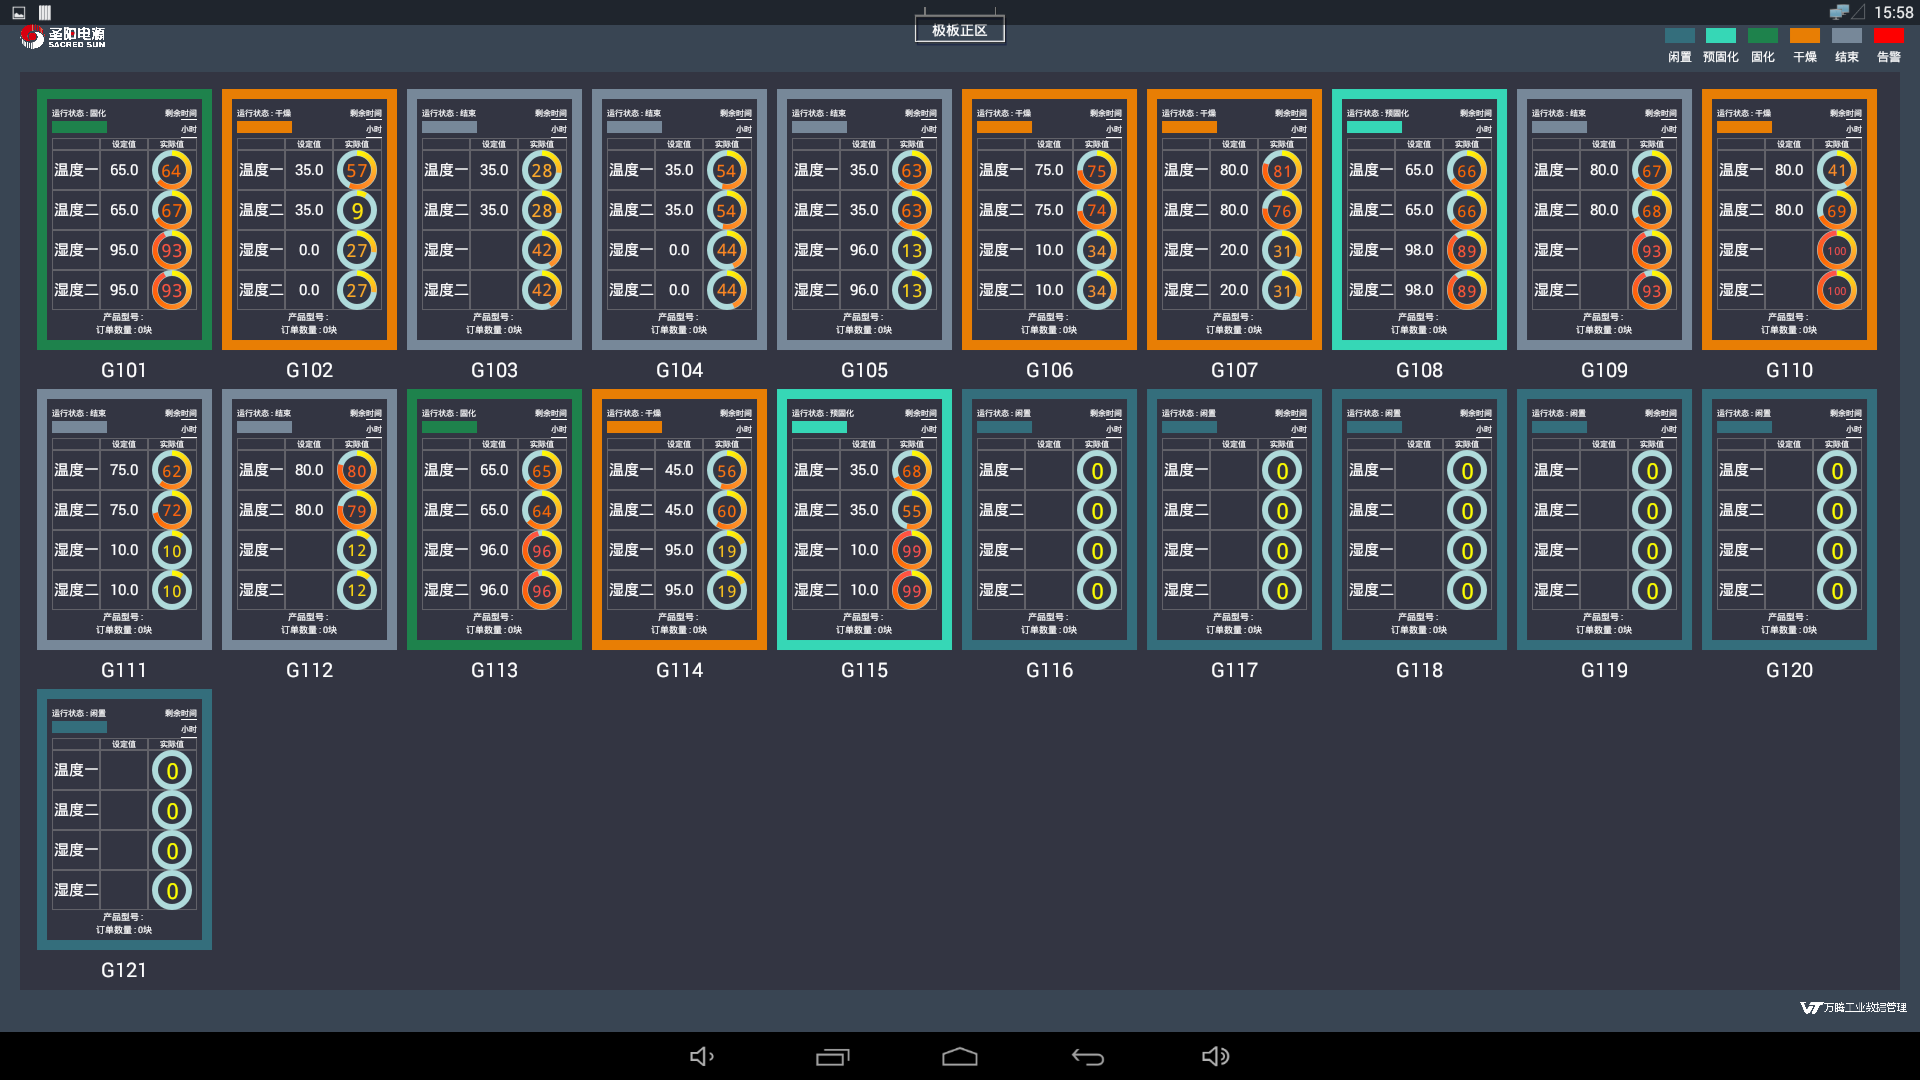 15:58
圣阳电源
SACRED SUN
极板正区
闲置 预固化 固化 干燥 结束 告警
运行状态 : 固化 剩余时间
小时
设定值 实际值
温度一 65.0 64
温度二 65.0 67
湿度一 95.0 93
湿度二 95.0 93
产品型号 :
订单数量 : 0块
G101
运行状态 : 干燥 剩余时间
小时
设定值 实际值
温度一 35.0 57
温度二 35.0 9
湿度一 0.0 27
湿度二 0.0 27
产品型号 :
订单数量 : 0块
G102
运行状态 : 结束 剩余时间
小时
设定值 实际值
温度一 35.0 28
温度二 35.0 28
湿度一 42
湿度二 42
产品型号 :
订单数量 : 0块
G103
运行状态 : 结束 剩余时间
小时
设定值 实际值
温度一 35.0 54
温度二 35.0 54
湿度一 0.0 44
湿度二 0.0 44
产品型号 :
订单数量 : 0块
G104
运行状态 : 结束 剩余时间
小时
设定值 实际值
温度一 35.0 63
温度二 35.0 63
湿度一 96.0 13
湿度二 96.0 13
产品型号 :
订单数量 : 0块
G105
运行状态 : 干燥 剩余时间
小时
设定值 实际值
温度一 75.0 75
温度二 75.0 74
湿度一 10.0 34
湿度二 10.0 34
产品型号 :
订单数量 : 0块
G106
运行状态 : 干燥 剩余时间
小时
设定值 实际值
温度一 80.0 81
温度二 80.0 76
湿度一 20.0 31
湿度二 20.0 31
产品型号 :
订单数量 : 0块
G107
运行状态 : 预固化 剩余时间
小时
设定值 实际值
温度一 65.0 66
温度二 65.0 66
湿度一 98.0 89
湿度二 98.0 89
产品型号 :
订单数量 : 0块
G108
运行状态 : 结束 剩余时间
小时
设定值 实际值
温度一 80.0 67
温度二 80.0 68
湿度一 93
湿度二 93
产品型号 :
订单数量 : 0块
G109
运行状态 : 干燥 剩余时间
小时
设定值 实际值
温度一 80.0 41
温度二 80.0 69
湿度一 100
湿度二 100
产品型号 :
订单数量 : 0块
G110
运行状态 : 结束 剩余时间
小时
设定值 实际值
温度一 75.0 62
温度二 75.0 72
湿度一 10.0 10
湿度二 10.0 10
产品型号 :
订单数量 : 0块
G111
运行状态 : 结束 剩余时间
小时
设定值 实际值
温度一 80.0 80
温度二 80.0 79
湿度一 12
湿度二 12
产品型号 :
订单数量 : 0块
G112
运行状态 : 固化 剩余时间
小时
设定值 实际值
温度一 65.0 65
温度二 65.0 64
湿度一 96.0 96
湿度二 96.0 96
产品型号 :
订单数量 : 0块
G113
运行状态 : 干燥 剩余时间
小时
设定值 实际值
温度一 45.0 56
温度二 45.0 60
湿度一 95.0 19
湿度二 95.0 19
产品型号 :
订单数量 : 0块
G114
运行状态 : 预固化 剩余时间
小时
设定值 实际值
温度一 35.0 68
温度二 35.0 55
湿度一 10.0 99
湿度二 10.0 99
产品型号 :
订单数量 : 0块
G115
运行状态 : 闲置 剩余时间
小时
设定值 实际值
温度一 0
温度二 0
湿度一 0
湿度二 0
产品型号 :
订单数量 : 0块
G116
运行状态 : 闲置 剩余时间
小时
设定值 实际值
温度一 0
温度二 0
湿度一 0
湿度二 0
产品型号 :
订单数量 : 0块
G117
运行状态 : 闲置 剩余时间
小时
设定值 实际值
温度一 0
温度二 0
湿度一 0
湿度二 0
产品型号 :
订单数量 : 0块
G118
运行状态 : 闲置 剩余时间
小时
设定值 实际值
温度一 0
温度二 0
湿度一 0
湿度二 0
产品型号 :
订单数量 : 0块
G119
运行状态 : 闲置 剩余时间
小时
设定值 实际值
温度一 0
温度二 0
湿度一 0
湿度二 0
产品型号 :
订单数量 : 0块
G120
运行状态 : 闲置 剩余时间
小时
设定值 实际值
温度一 0
温度二 0
湿度一 0
湿度二 0
产品型号 :
订单数量 : 0块
G121
VT 万腾工业数据管理